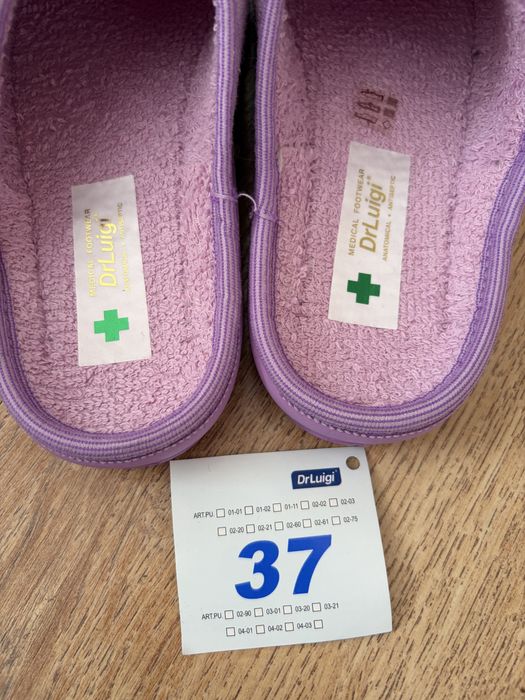 MEDICAL FOOTWEAR
DrLuigi
MEDICAL FOOTWEAR
DrLuigi®
ANATOMICAL • ANTISEPTIC
DrLuigi®
ART.PU. 01-01 01-02 01-11 02-02 02-03
02-20 02-21 02-60 02-61 02-75
37
ART.PU. 02-90 03-01 03-20 03-21
04-01 04-02 04-03